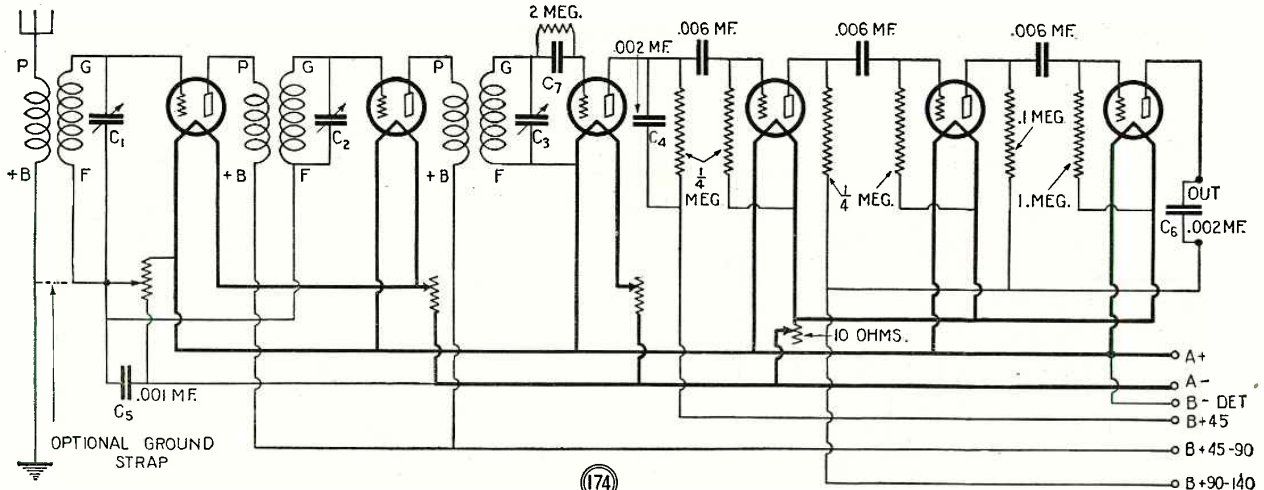 2 MEG.
.006 MF.
.002 MF.
.006 MF.
.006 MF.
P
G
P
G
P
G
C7
C1
C2
C3
C4
+B
F
+B
F
+B
F
1/4
MEG
1/4 MEG.
.1 MEG.
1. MEG.
OUT
C6 .002 MF.
10 OHMS.
A+
A-
B- DET
B+45
B+45-90
B+90-140
C5
.001 MF.
OPTIONAL GROUND
STRAP
174